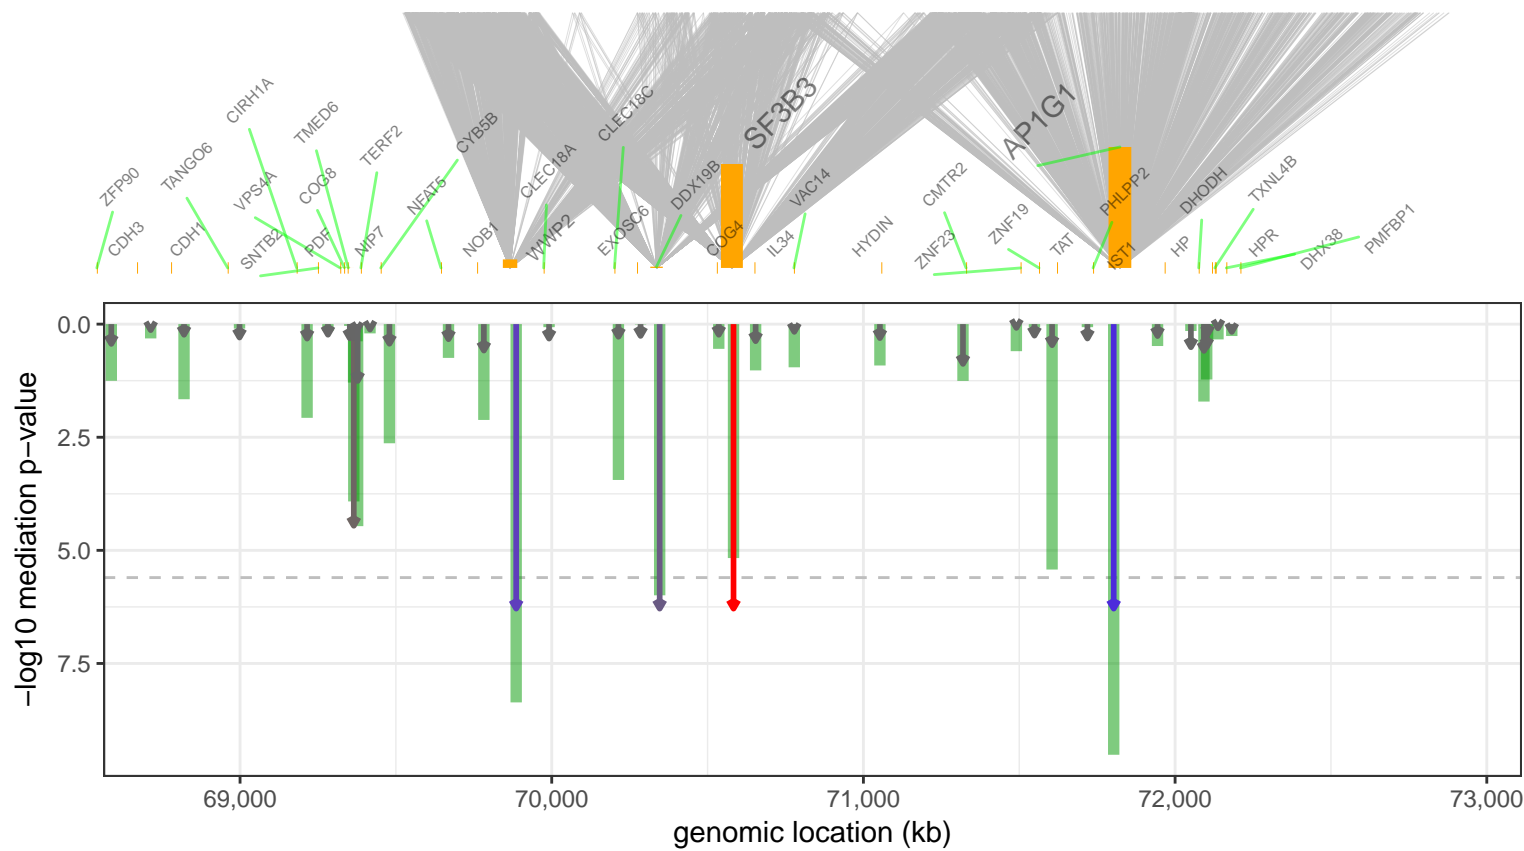 SF3B3
AP1G1
CIRH1A
TMED6
TERF2
CYB5B
CLEC18C
ZFP90
TANGO6
VPS4A
COG8
NFAT5
CLEC18A
DDX19B
VAC14
CMTR2
PHLPP2
DHODH
TXNL4B
CDH3
CDH1
SNTB2
PDF
NIP7
NOB1
WWP2
EXOSC6
COG4
IL34
HYDIN
ZNF23
ZNF19
TAT
IST1
HP
HPR
DHX38
PMFBP1
0.0
2.5
5.0
7.5
−log10 mediation p−value
69,000 70,000 71,000 72,000 73,000
genomic location (kb)